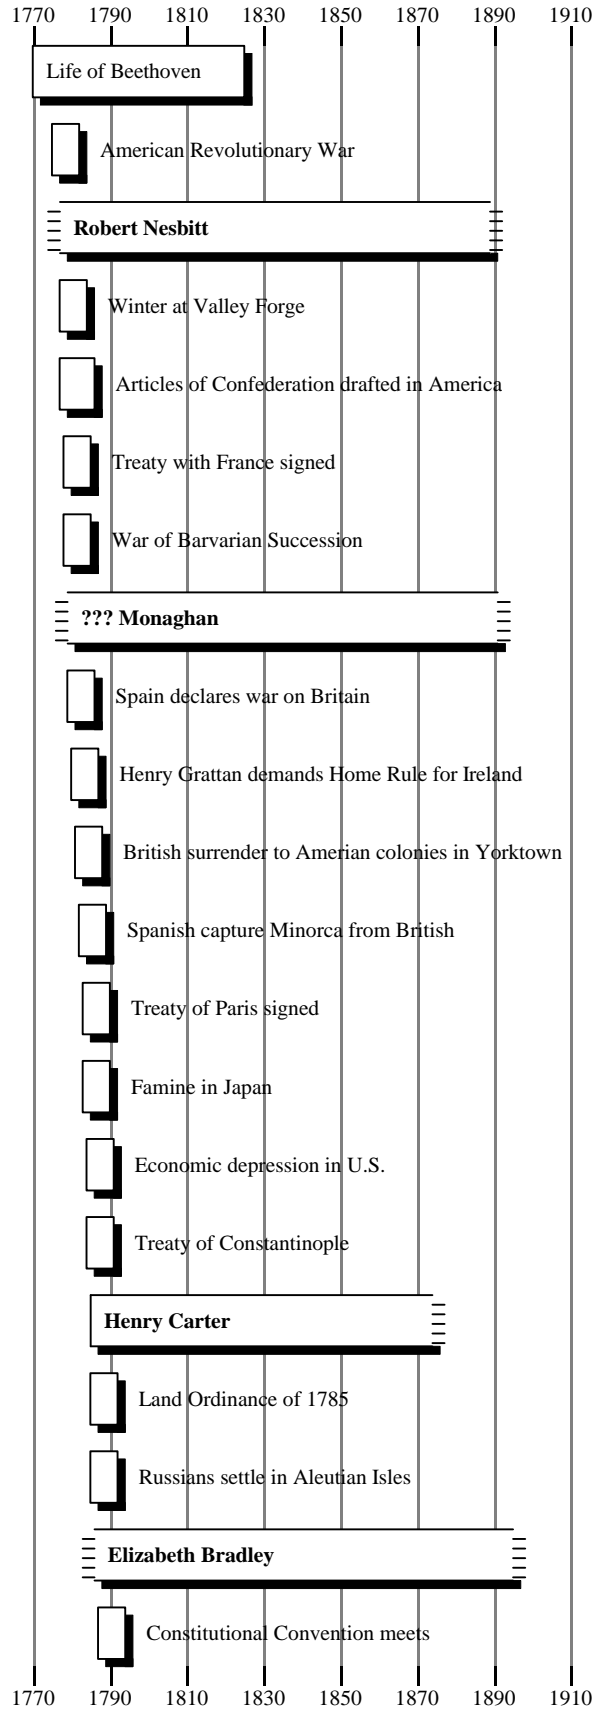 1770 1790 1810 1830 1850 1870 1890 1910
Life of Beethoven
American Revolutionary War
Robert Nesbitt
Winter at Valley Forge
Articles of Confederation drafted in America
Treaty with France signed
War of Barvarian Succession
??? Monaghan
Spain declares war on Britain
Henry Grattan demands Home Rule for Ireland
British surrender to Amerian colonies in Yorktown
Spanish capture Minorca from British
Treaty of Paris signed
Famine in Japan
Economic depression in U.S.
Treaty of Constantinople
Henry Carter
Land Ordinance of 1785
Russians settle in Aleutian Isles
Elizabeth Bradley
Constitutional Convention meets
1770 1790 1810 1830 1850 1870 1890 1910